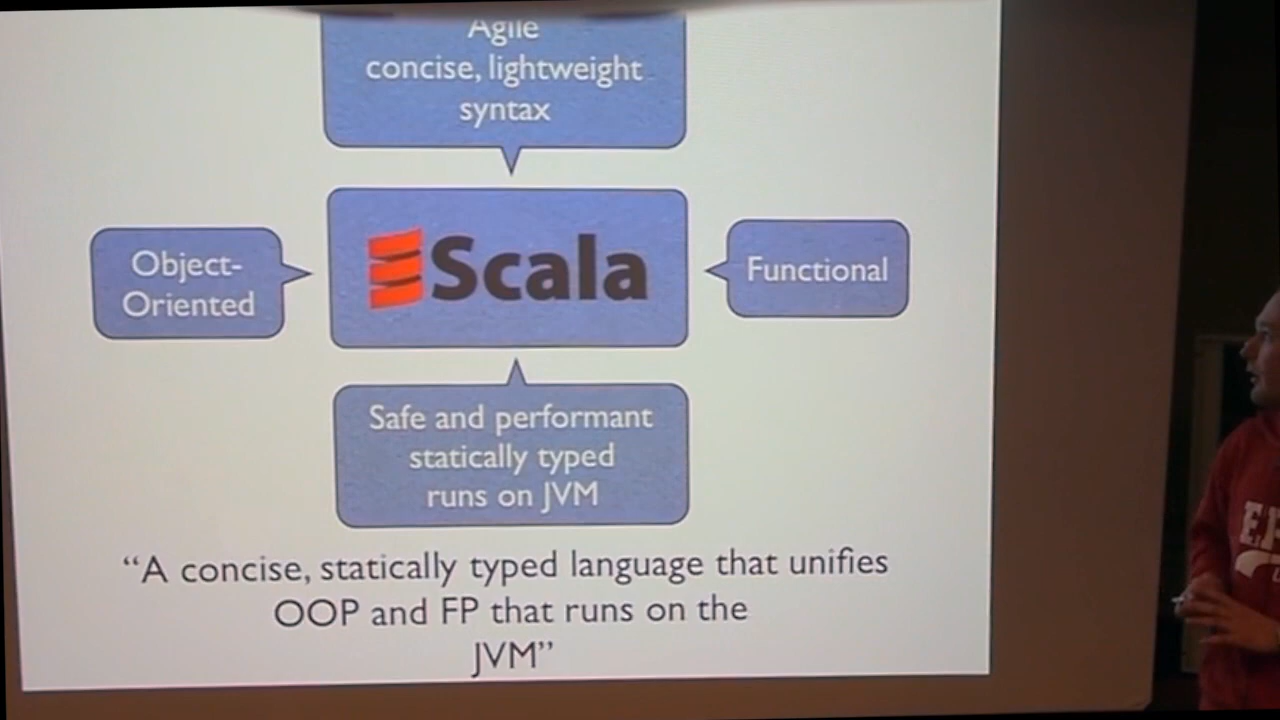 Agile
concise, lightweight
syntax
Object-
Oriented
Scala
Functional
Safe and performant
statically typed
runs on JVM
“A concise, statically typed language that unifies
OOP and FP that runs on the
JVM”